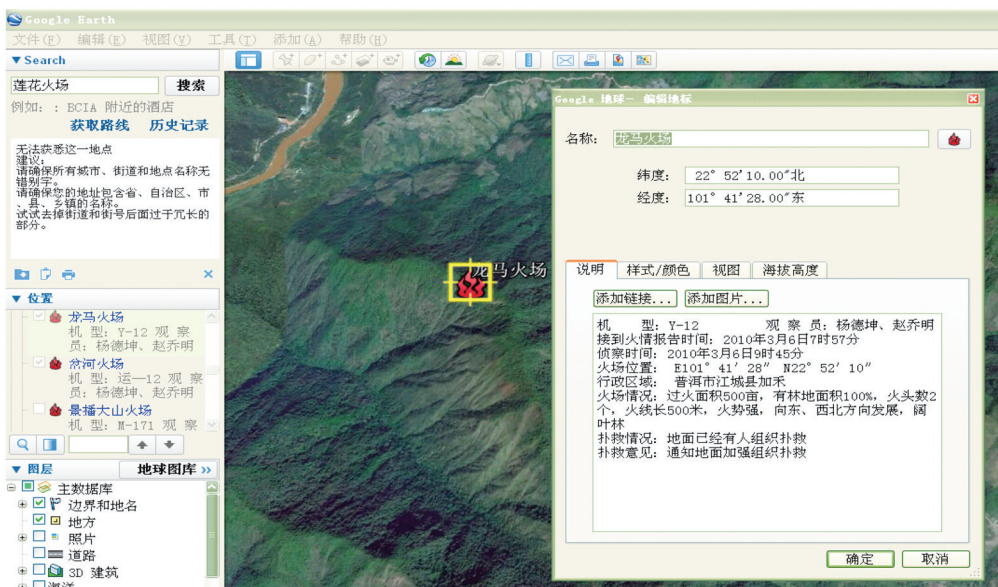 Google Earth
文件(F) 编辑(E) 视图(V) 工具(T) 添加(A) 帮助(H)
▼ Search
莲花火场 搜索
例如: : BCIA 附近的酒店
获取路线 历史记录
无法获悉这一地点
建议:
请确保所有城市、街道和地点名称无
错别字。
请确保您的地址包含省、自治区、市
、县、乡镇的名称。
试试去掉街道和街号后面过于冗长的
部分。
▼ 位置
龙马火场
机 型: Y-12 观 察
员: 杨德坤、赵乔明
岔河火场
机 型: 运—12 观 察
员: 杨德坤、赵乔明
景播大山火场
机 型: M-171 观 察
▼ 图层 地球图库 »
主数据库
边界和地名
地方
照片
道路
3D 建筑
海洋
龙马火场
Google 地球— 编辑地标
名称: 龙马火场
纬度: 22° 52'10.00"北
经度: 101° 41'28.00"东
说明 样式/颜色 视图 海拔高度
添加链接... 添加图片...
机 型: Y-12 观 察 员: 杨德坤、赵乔明
接到火情报告时间: 2010年3月6日7时57分
侦察时间: 2010年3月6日9时45分
火场位置: E101° 41′ 28″ N22° 52′ 10″
行政区域: 普洱市江城县加禾
火场情况: 过火面积500亩, 有林地面积100%, 火头数2
个, 火线长500米, 火势强, 向东、西北方向发展, 阔
叶林
扑救情况: 地面已经有人组织扑救
扑救意见: 通知地面加强组织扑救
确定 取消